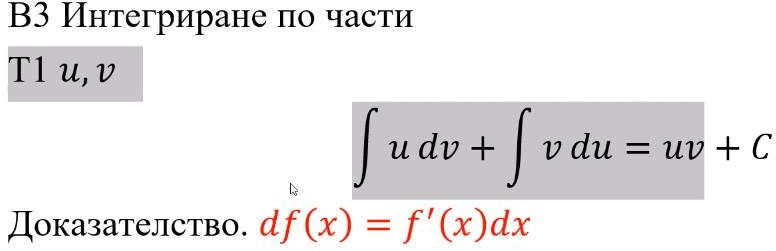 В3 Интегриране по части
Т1 u, v
∫ u dv + ∫ v du = uv + C
Доказателство. df(x) = f′(x)dx